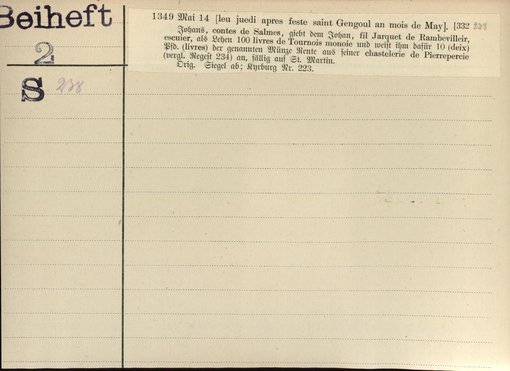 Beiheft
2
S 238
1349 Mai 14 [leu juedi apres feste saint Gengoul an mois de May]. [332 238
Johans, contes de Salmes, giebt dem Johan, fil Jarquet de Rambevilleir,
escuier, als Lehen 100 livres de Tournois monoie und weist ihm dafür 10 (deix)
Pfd. (livres) der genannten Münze Rente aus seiner chastelerie de Pierrepercie
(vergl. Regest 234) an, fällig auf St. Martin.
Orig. Siegel ab; Kyrburg Nr. 223.